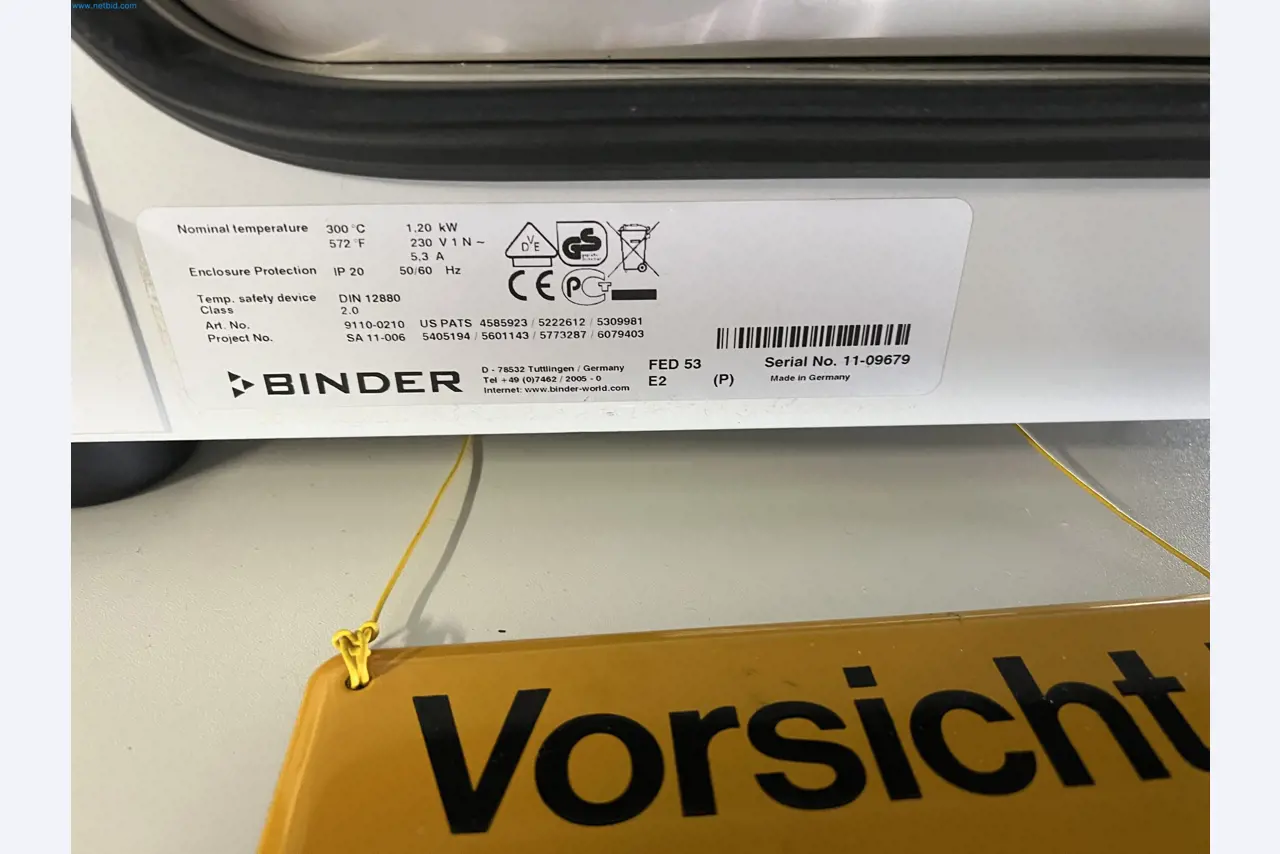 www.netbid.com
Nominal temperature 300 °C 1,20 kW
572 °F 230 V 1 N ~
5,3 A
Enclosure Protection IP 20 50/60 Hz
Temp. safety device DIN 12880
Class 2.0
Art. No. 9110-0210 US PATS 4585923 / 5222612 / 5309981
Project No. SA 11-006 5405194 / 5601143 / 5773287 / 6079403
VDE
GS
CE
PCT
BINDER
D - 78532 Tuttlingen / Germany
Tel +49 (0)7462 / 2005 - 0
Internet: www.binder-world.com
FED 53
E2 (P)
Serial No. 11-09679
Made in Germany
Vorsicht